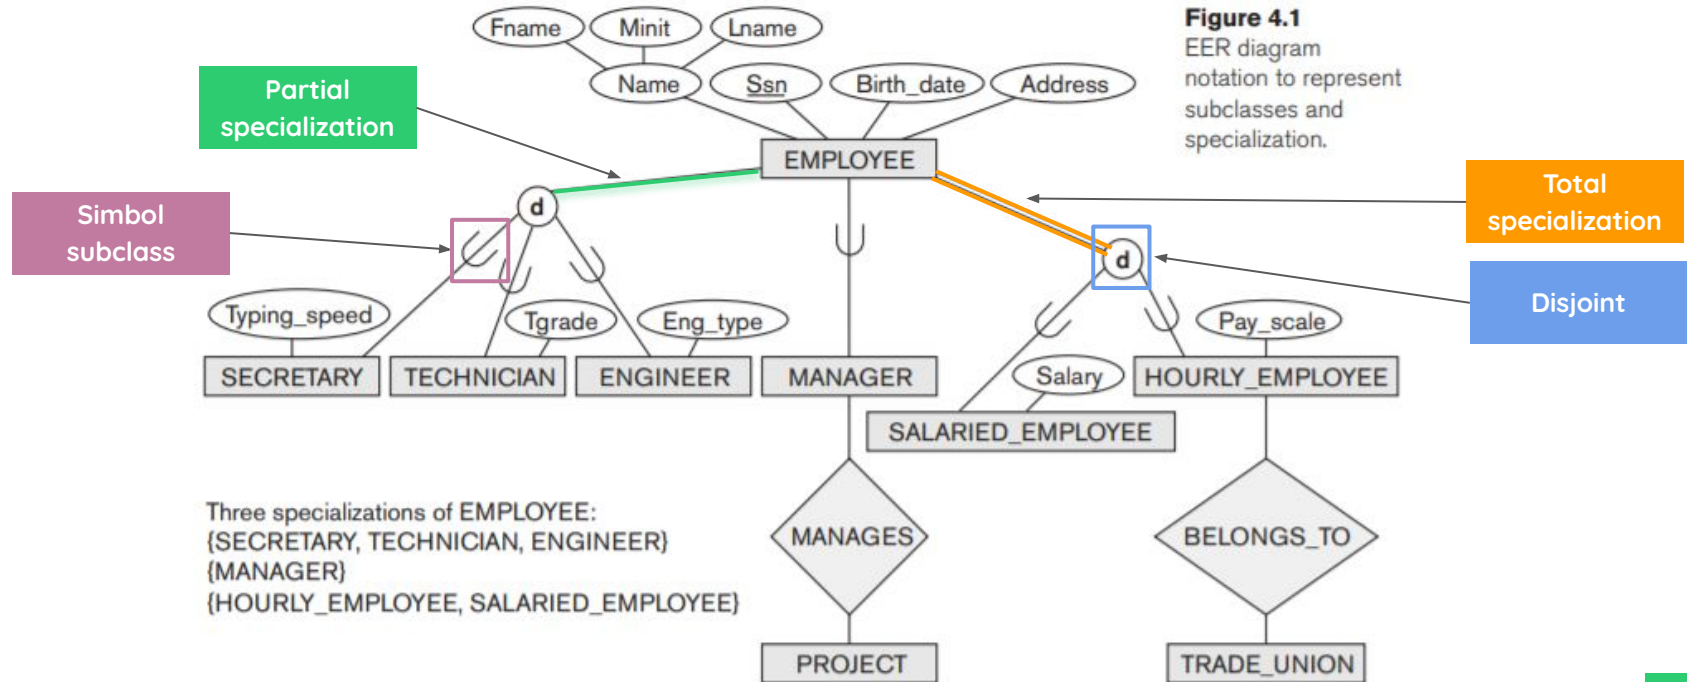 Fname
Minit
Lname
Figure 4.1
EER diagram
notation to represent
subclasses and
specialization.
Partial
specialization
Name
Ssn
Birth_date
Address
EMPLOYEE
Total
specialization
Simbol
subclass
d
d
Disjoint
Typing_speed
Tgrade
Eng_type
Pay_scale
SECRETARY
TECHNICIAN
ENGINEER
MANAGER
Salary
HOURLY_EMPLOYEE
SALARIED_EMPLOYEE
Three specializations of EMPLOYEE:
{SECRETARY, TECHNICIAN, ENGINEER}
{MANAGER}
{HOURLY_EMPLOYEE, SALARIED_EMPLOYEE}
MANAGES
BELONGS_TO
PROJECT
TRADE_UNION